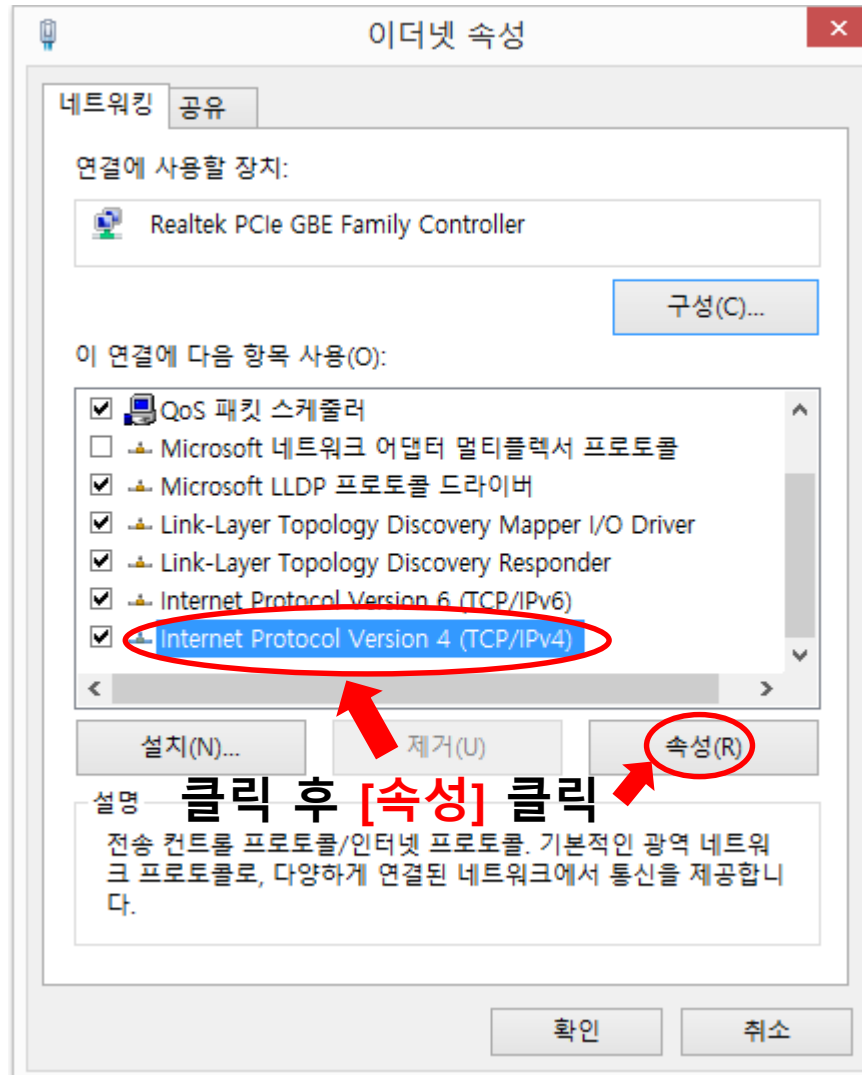 이더넷 속성
네트워킹 공유
연결에 사용할 장치:
Realtek PCIe GBE Family Controller
구성(C)...
이 연결에 다음 항목 사용(O):
QoS 패킷 스케줄러
Microsoft 네트워크 어댑터 멀티플렉서 프로토콜
Microsoft LLDP 프로토콜 드라이버
Link-Layer Topology Discovery Mapper I/O Driver
Link-Layer Topology Discovery Responder
Internet Protocol Version 6 (TCP/IPv6)
Internet Protocol Version 4 (TCP/IPv4)
설치(N)... 제거(U) 속성(R)
클릭 후 [속성] 클릭
설명
전송 컨트롤 프로토콜/인터넷 프로토콜. 기본적인 광역 네트워
크 프로토콜로, 다양하게 연결된 네트워크에서 통신을 제공합니
다.
확인 취소